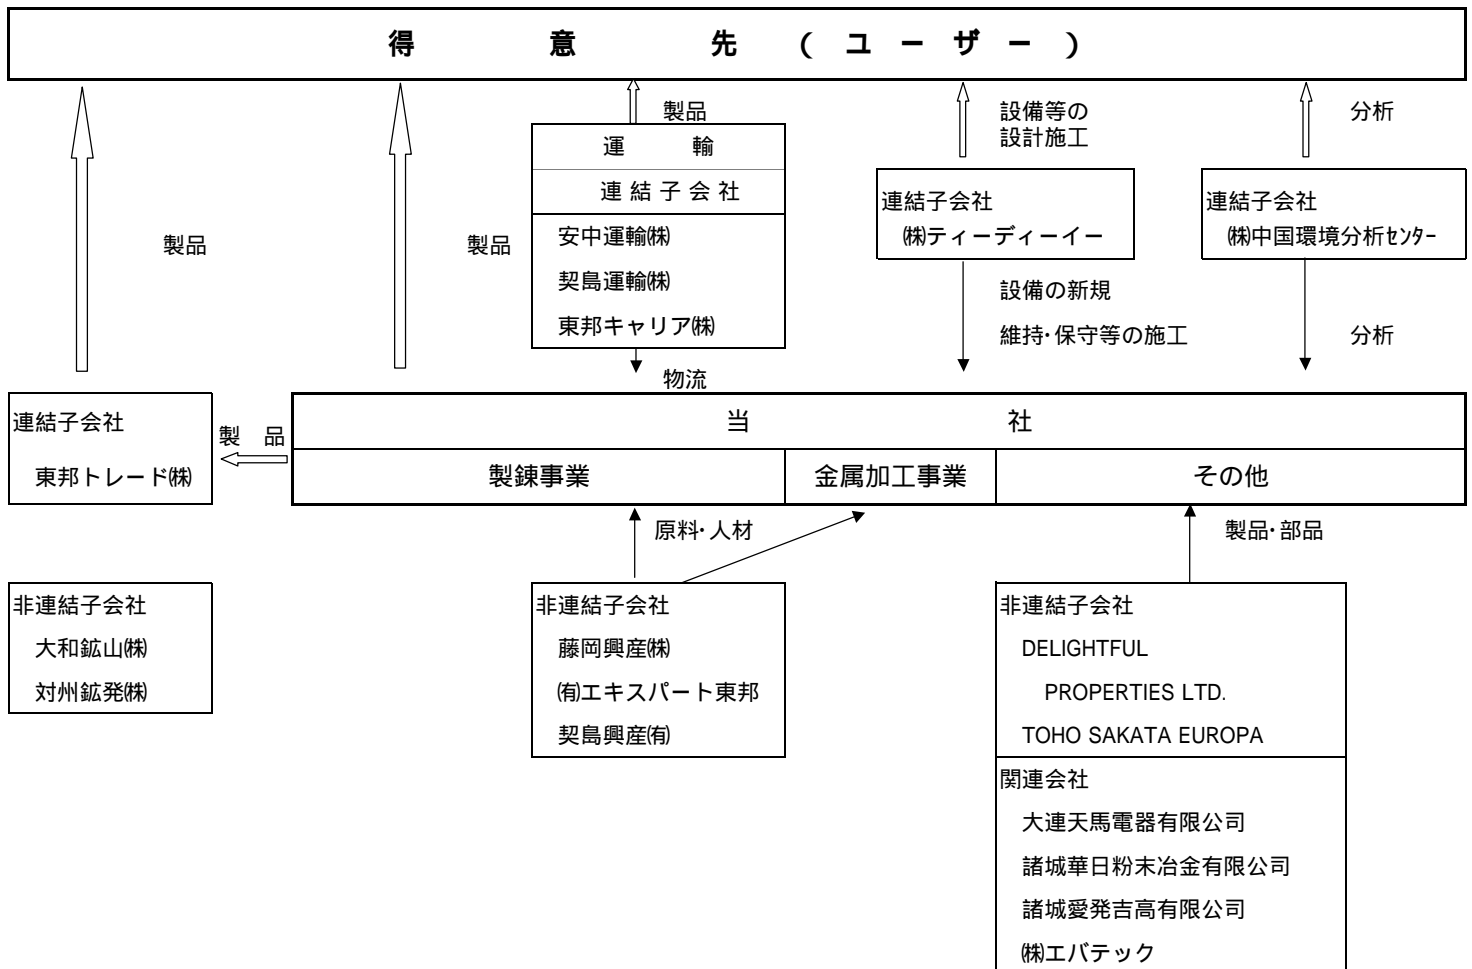 得意先(ユーザー)
製品
設備等の
設計施工
分析
運輸
連結子会社
安中運輸㈱
契島運輸㈱
東邦キャリア㈱
連結子会社
㈱ティーディーイー
連結子会社
㈱中国環境分析ｾﾝﾀｰ
製品
製品
設備の新規
維持･保守等の施工
分析
物流
連結子会社
東邦トレード㈱
製品
当社
製錬事業
金属加工事業
その他
原料･人材
製品･部品
非連結子会社
大和鉱山㈱
対州鉱発㈱
非連結子会社
藤岡興産㈱
㈲エキスパート東邦
契島興産㈲
非連結子会社
DELIGHTFUL
PROPERTIES LTD.
TOHO SAKATA EUROPA
関連会社
大連天馬電器有限公司
諸城華日粉末冶金有限公司
諸城愛発吉高有限公司
㈱エバテック